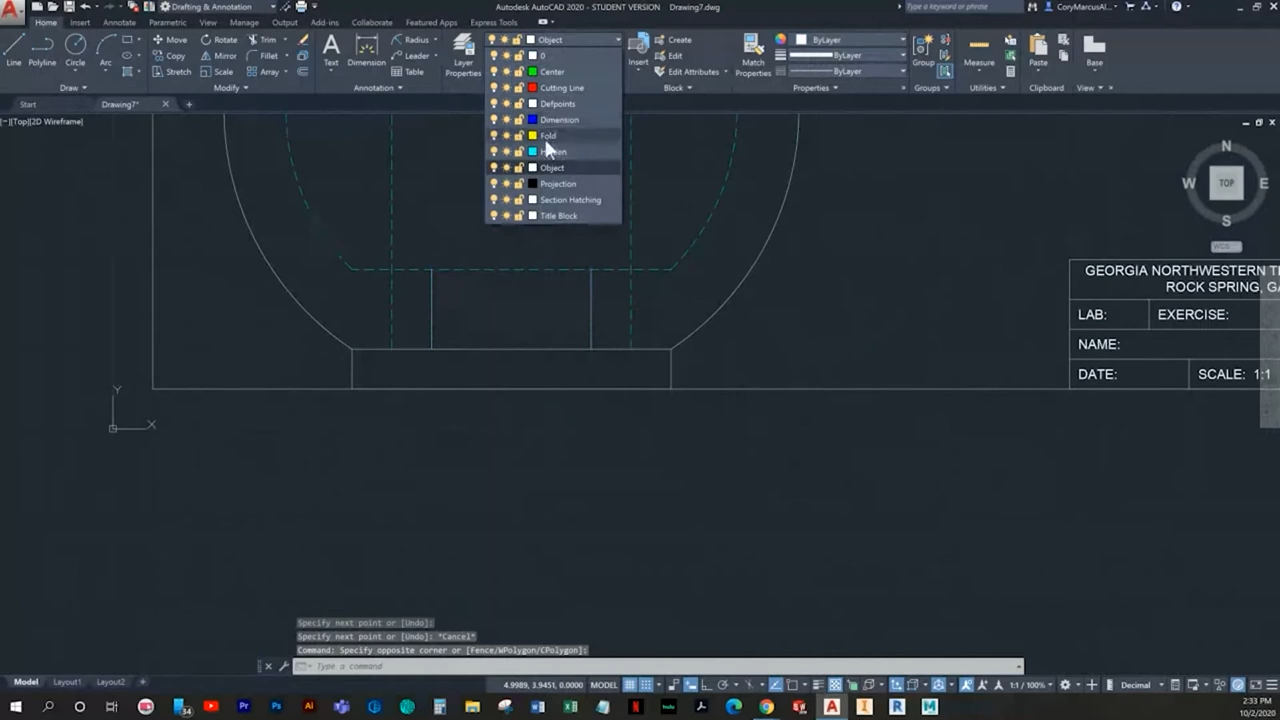 Drafting & Annotation
Autodesk AutoCAD 2020 - STUDENT VERSION Drawing7.dwg
Type a keyword or phrase
CoryMarcusAl...
Home Insert Annotate Parametric View Manage Output Add-ins Collaborate Featured Apps Express Tools
Line Polyline Circle Arc
Move Rotate Trim
Copy Mirror Fillet
Stretch Scale Array
Text Dimension
Radius
Leader
Table
Layer Properties
Object
Insert
Create
Edit
Edit Attributes
Match Properties
ByLayer
ByLayer
ByLayer
Group
Measure
Paste
Base
Draw Modify Annotation Block Properties Groups Utilities Clipboard View
Start Drawing7*
[−][Top][2D Wireframe]
0
Center
Cutting Line
Defpoints
Dimension
Fold
Object
Projection
Section Hatching
Title Block
N
W TOP E
S
WCS
GEORGIA NORTHWESTERN
ROCK SPRING,
LAB: EXERCISE:
NAME:
DATE: SCALE: 1:1
Y
X
Specify next point or [Undo]:
Specify next point or [Undo]: *Cancel*
Command: Specify opposite corner or [Fence/WPolygon/CPolygon]:
Type a command
Model Layout1 Layout2
4.9989, 3.9451, 0.0000 MODEL
1:1 / 100%
Decimal
34
2:33 PM
10/2/2020